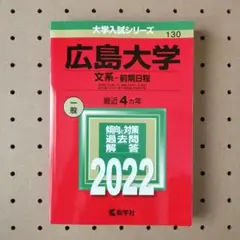 大学入試シリーズ
130
広島大学
文系－前期日程
一般
最近4カ年
傾向と対策
過去問
解答
2022
教学社